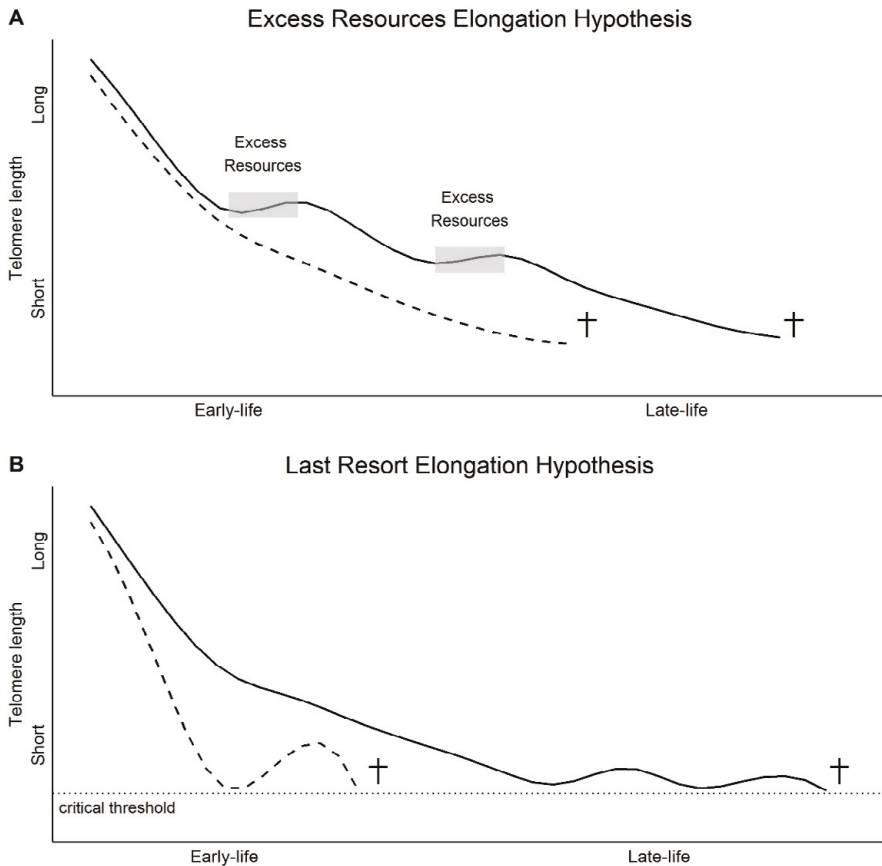 A
Excess Resources Elongation Hypothesis
Long
Short
Telomere length
Excess
Resources
Excess
Resources
Early-life
Late-life
B
Last Resort Elongation Hypothesis
Long
Short
Telomere length
critical threshold
Early-life
Late-life